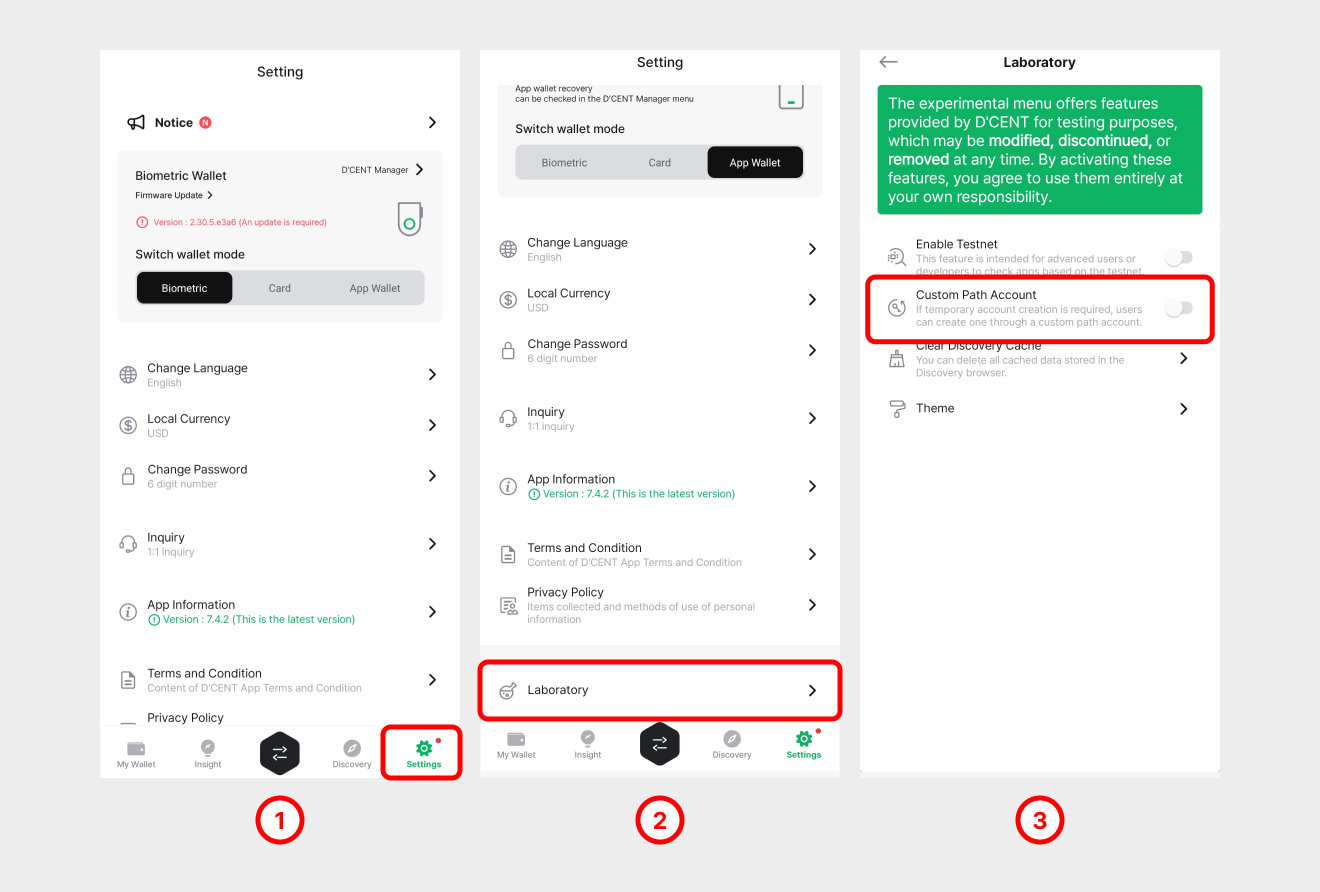 Setting
Notice N
Biometric Wallet
D'CENT Manager
Firmware Update
Version : 2.30.5.e3a6 (An update is required)
Switch wallet mode
Biometric Card App Wallet
Change Language
English
Local Currency
USD
Change Password
6 digit number
Inquiry
1:1 inquiry
App Information
Version : 7.4.2 (This is the latest version)
Terms and Condition
Content of D'CENT App Terms and Condition
Privacy Policy
My Wallet Insight Discovery Settings
1
Setting
App wallet recovery
can be checked in the D'CENT Manager menu
Switch wallet mode
Biometric Card App Wallet
Change Language
English
Local Currency
USD
Change Password
6 digit number
Inquiry
1:1 inquiry
App Information
Version : 7.4.2 (This is the latest version)
Terms and Condition
Content of D'CENT App Terms and Condition
Privacy Policy
Items collected and methods of use of personal
information
Laboratory
My Wallet Insight Discovery Settings
2
Laboratory
The experimental menu offers features
provided by D'CENT for testing purposes,
which may be modified, discontinued, or
removed at any time. By activating these
features, you agree to use them entirely at
your own responsibility.
Enable Testnet
This feature is intended for advanced users or
developers to check apps based on the testnet.
Custom Path Account
If temporary account creation is required, users
can create one through a custom path account.
Clear Discovery Cache
You can delete all cached data stored in the
Discovery browser.
Theme
3